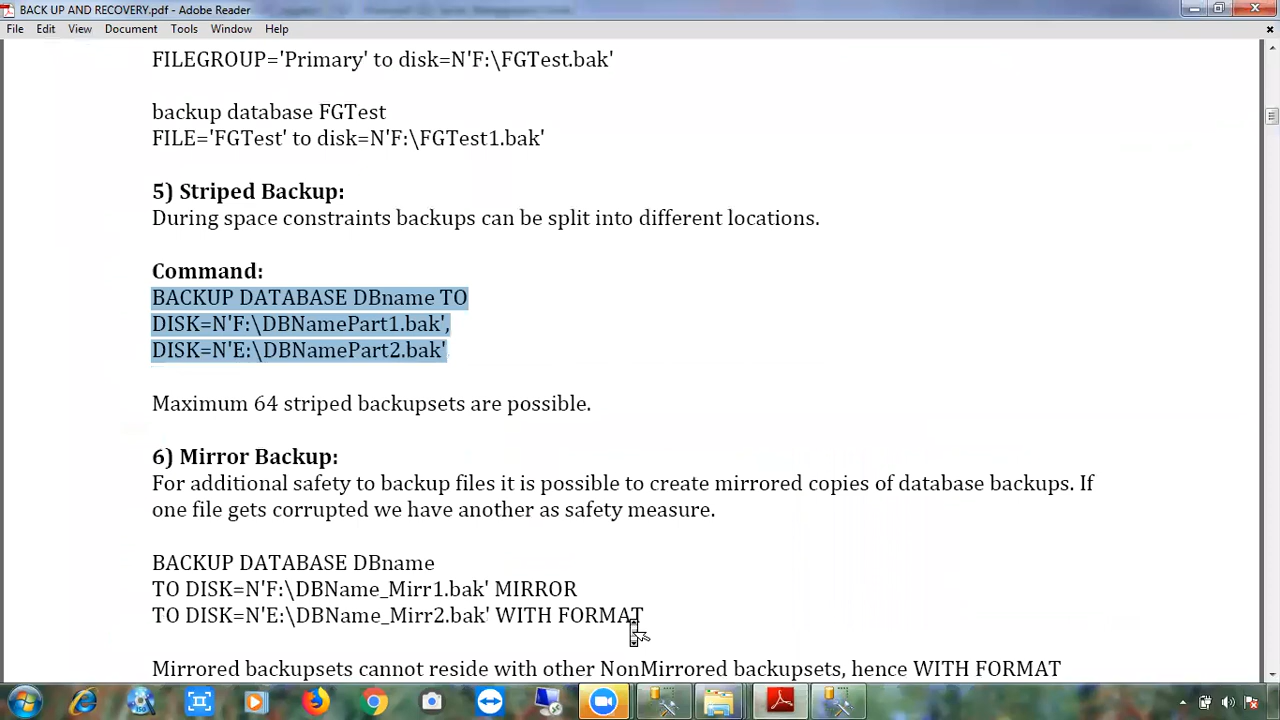 BACK UP AND RECOVERY.pdf - Adobe Reader
File Edit View Document Tools Window Help
FILEGROUP='Primary' to disk=N'F:\FGTest.bak'
backup database FGTest
FILE='FGTest' to disk=N'F:\FGTest1.bak'
5) Striped Backup:
During space constraints backups can be split into different locations.
Command:
BACKUP DATABASE DBname TO
DISK=N'F:\DBNamePart1.bak',
DISK=N'E:\DBNamePart2.bak'
Maximum 64 striped backupsets are possible.
6) Mirror Backup:
For additional safety to backup files it is possible to create mirrored copies of database backups. If
one file gets corrupted we have another as safety measure.
BACKUP DATABASE DBname
TO DISK=N'F:\DBName_Mirr1.bak' MIRROR
TO DISK=N'E:\DBName_Mirr2.bak' WITH FORMAT
Mirrored backupsets cannot reside with other NonMirrored backupsets, hence WITH FORMAT